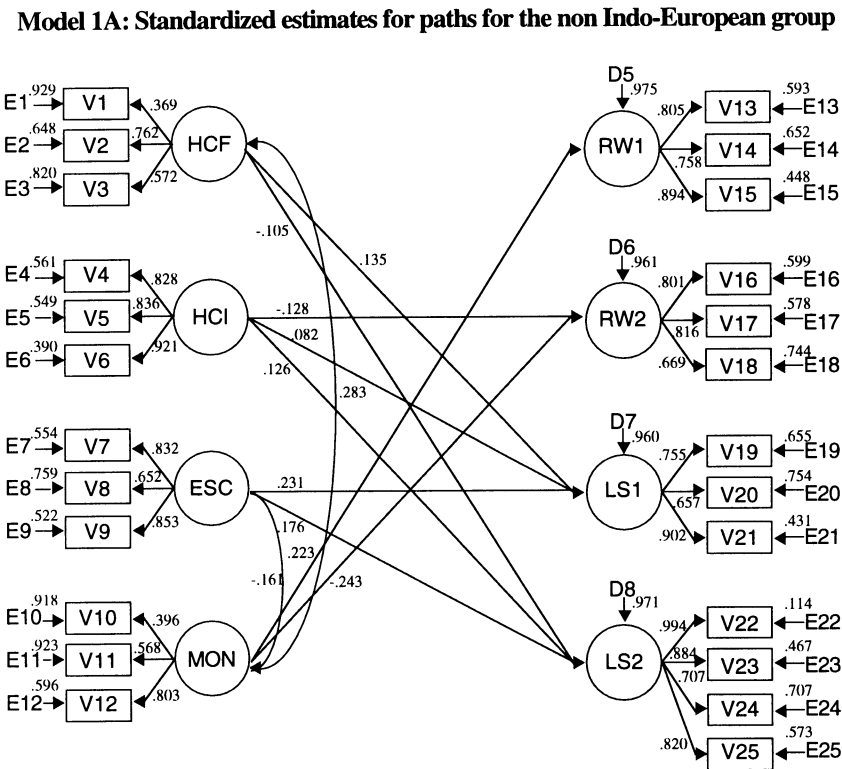 Model 1A: Standardized estimates for paths for the non Indo-European group
E1 .929 V1 .369
E2 .648 V2 .762 HCF
E3 .820 V3 .572
E4 .561 V4 .828
E5 .549 V5 .836 HCI
E6 .390 V6 .921
E7 .554 V7 .832
E8 .759 V8 .652 ESC
E9 .522 V9 .853
E10 .918 V10 .396
E11 .923 V11 .568 MON
E12 .596 V12 .803
-.105
.135
-.128
.082
.126
.283
.231
.176
.223
-.161
-.243
D5 .975
RW1
.805 V13 .593 E13
.758 V14 .652 E14
.894 V15 .448 E15
D6 .961
RW2
.801 V16 .599 E16
.816 V17 .578 E17
.669 V18 .744 E18
D7 .960
LS1
.755 V19 .655 E19
.657 V20 .754 E20
.902 V21 .431 E21
D8 .971
LS2
.994 V22 .114 E22
.884 V23 .467 E23
.707 V24 .707 E24
.820 V25 .573 E25